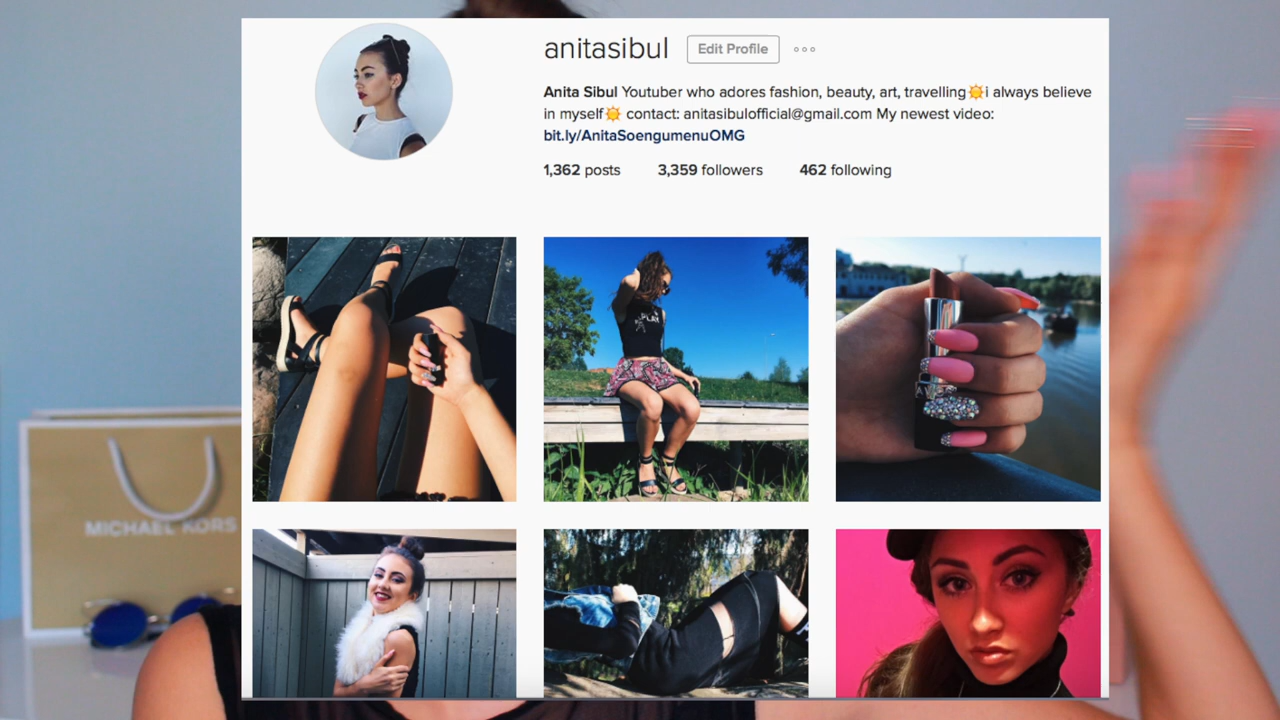 anitasibul Edit Profile
Anita Sibul Youtuber who adores fashion, beauty, art, travelling☀️i always believe
in myself☀️ contact: anitasibulofficial@gmail.com My newest video:
bit.ly/AnitaSoengumenuOMG
1,362 posts 3,359 followers 462 following
PLAY
MICHAEL KORS